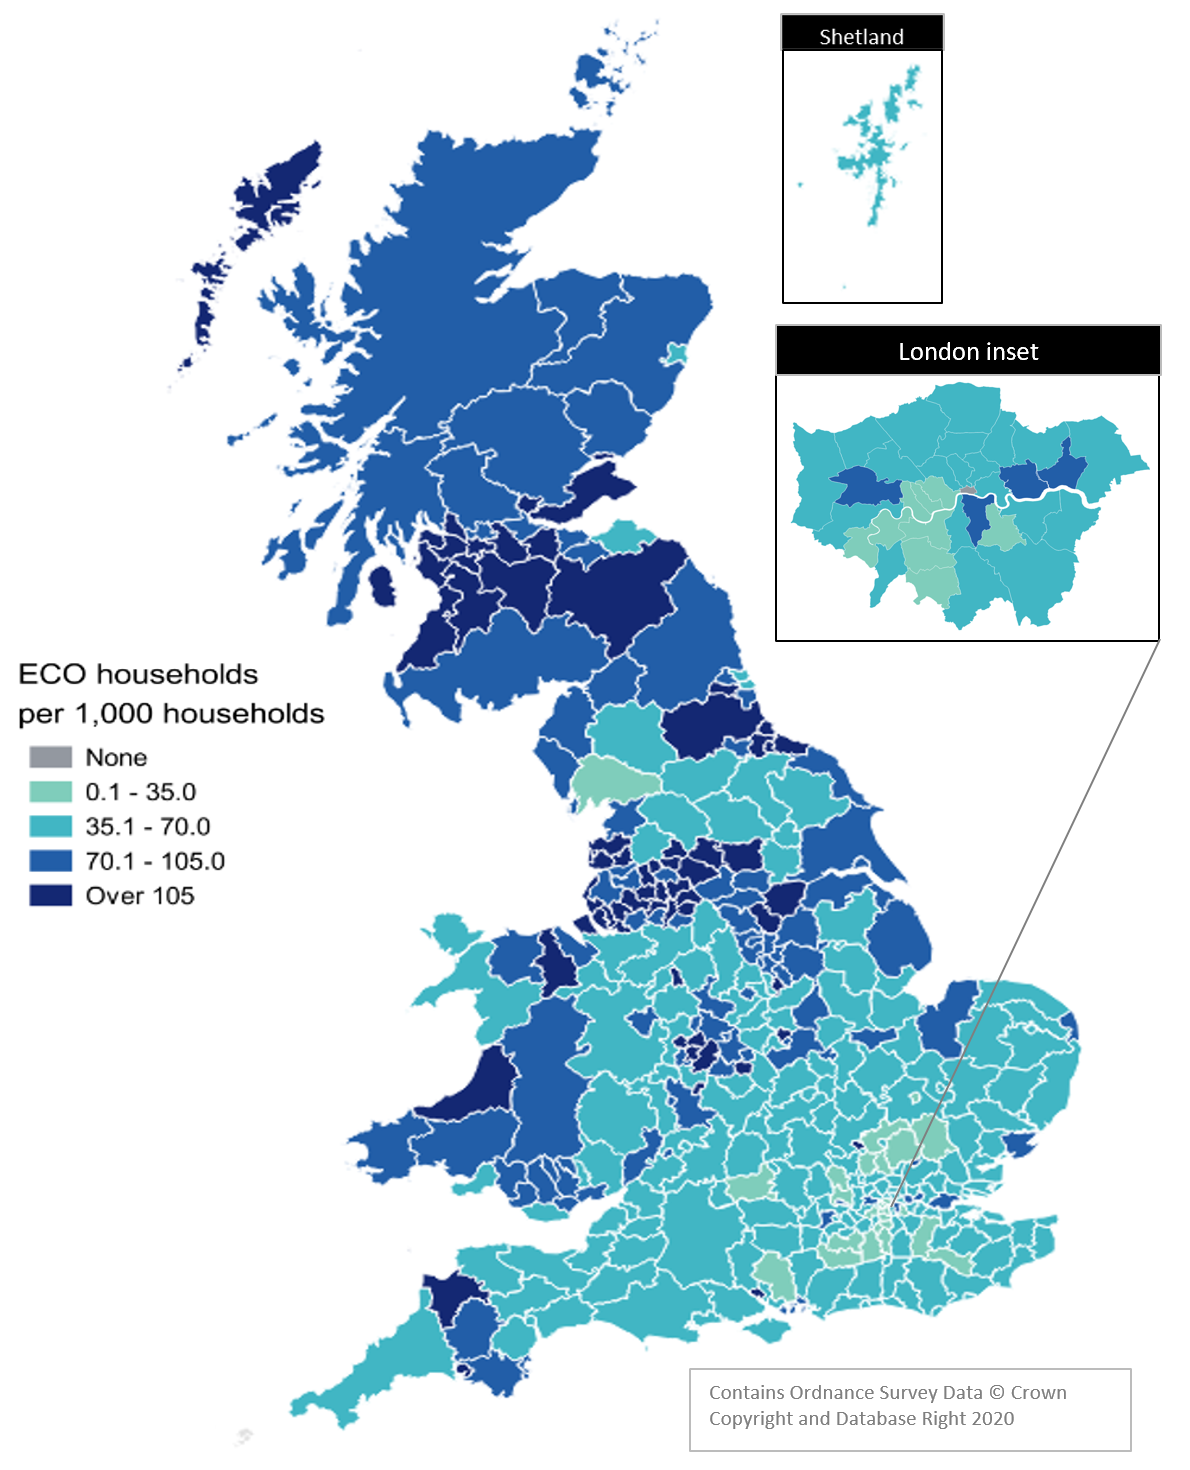 Shetland
London inset
ECO households
per 1,000 households
None
0.1 - 35.0
35.1 - 70.0
70.1 - 105.0
Over 105
Contains Ordnance Survey Data © Crown
Copyright and Database Right 2020